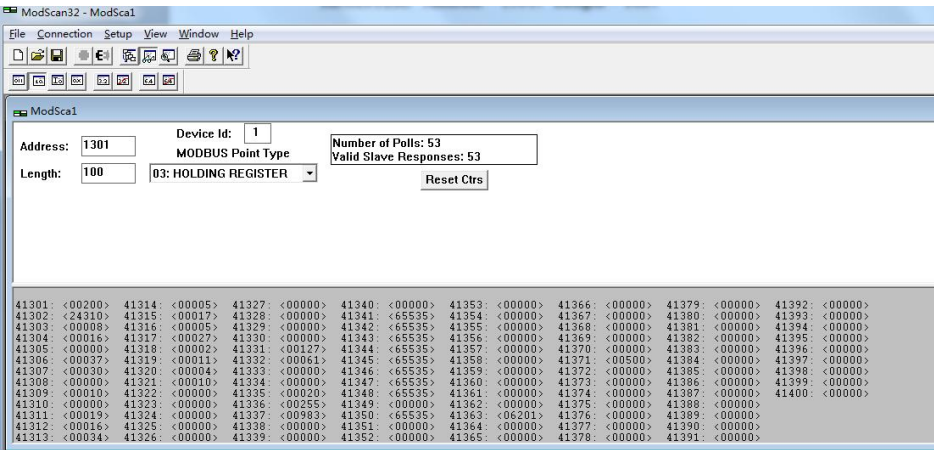 ModScan32 - ModSca1
File Connection Setup View Window Help
ModSca1
Address: 1301 Device Id: 1
MODBUS Point Type
Length: 100 03: HOLDING REGISTER
Number of Polls: 53
Valid Slave Responses: 53
Reset Ctrs
41301: <00200> 41314: <00005> 41327: <00000> 41340: <00000> 41353: <00000> 41366: <00000> 41379: <00000> 41392: <00000>
41302: <24310> 41315: <00017> 41328: <00000> 41341: <65535> 41354: <00000> 41367: <00000> 41380: <00000> 41393: <00000>
41303: <00008> 41316: <00005> 41329: <00000> 41342: <65535> 41355: <00000> 41368: <00000> 41381: <00000> 41394: <00000>
41304: <00016> 41317: <00027> 41330: <00000> 41343: <65535> 41356: <00000> 41369: <00000> 41382: <00000> 41395: <00000>
41305: <00000> 41318: <00002> 41331: <00127> 41344: <65535> 41357: <00000> 41370: <00000> 41383: <00000> 41396: <00000>
41306: <00037> 41319: <00011> 41332: <00061> 41345: <65535> 41358: <00000> 41371: <00500> 41384: <00000> 41397: <00000>
41307: <00030> 41320: <00004> 41333: <00000> 41346: <65535> 41359: <00000> 41372: <00000> 41385: <00000> 41398: <00000>
41308: <00000> 41321: <00010> 41334: <00000> 41347: <65535> 41360: <00000> 41373: <00000> 41386: <00000> 41399: <00000>
41309: <00010> 41322: <00000> 41335: <00020> 41348: <65535> 41361: <00000> 41374: <00000> 41387: <00000> 41400: <00000>
41310: <00000> 41323: <00000> 41336: <00255> 41349: <00000> 41362: <00000> 41375: <00000> 41388: <00000>
41311: <00019> 41324: <00000> 41337: <00983> 41350: <65535> 41363: <06201> 41376: <00000> 41389: <00000>
41312: <00016> 41325: <00000> 41338: <00000> 41351: <00000> 41364: <00000> 41377: <00000> 41390: <00000>
41313: <00034> 41326: <00000> 41339: <00000> 41352: <00000> 41365: <00000> 41378: <00000> 41391: <00000>